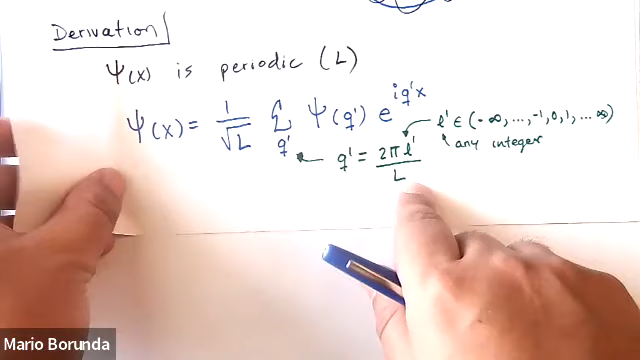 Derivation
Ψ(x) is periodic (L)
Ψ(x) = 1/√L Σ_q' Ψ(q') e^{iq'x}
q' = 2πl'/L
l' ∈ (-∞, ..., -1, 0, 1, ... ∞)
any integer
Mario Borunda